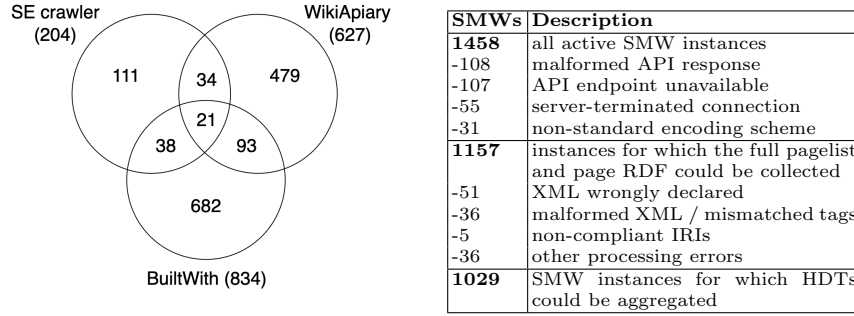 SE crawler
(204)
WikiApiary
(627)
111
34
479
21
38
93
682
BuiltWith (834)
SMWs Description
1458 all active SMW instances
-108 malformed API response
-107 API endpoint unavailable
-55 server-terminated connection
-31 non-standard encoding scheme
1157 instances for which the full pagelist
and page RDF could be collected
-51 XML wrongly declared
-36 malformed XML / mismatched tags
-5 non-compliant IRIs
-36 other processing errors
1029 SMW instances for which HDTs
could be aggregated